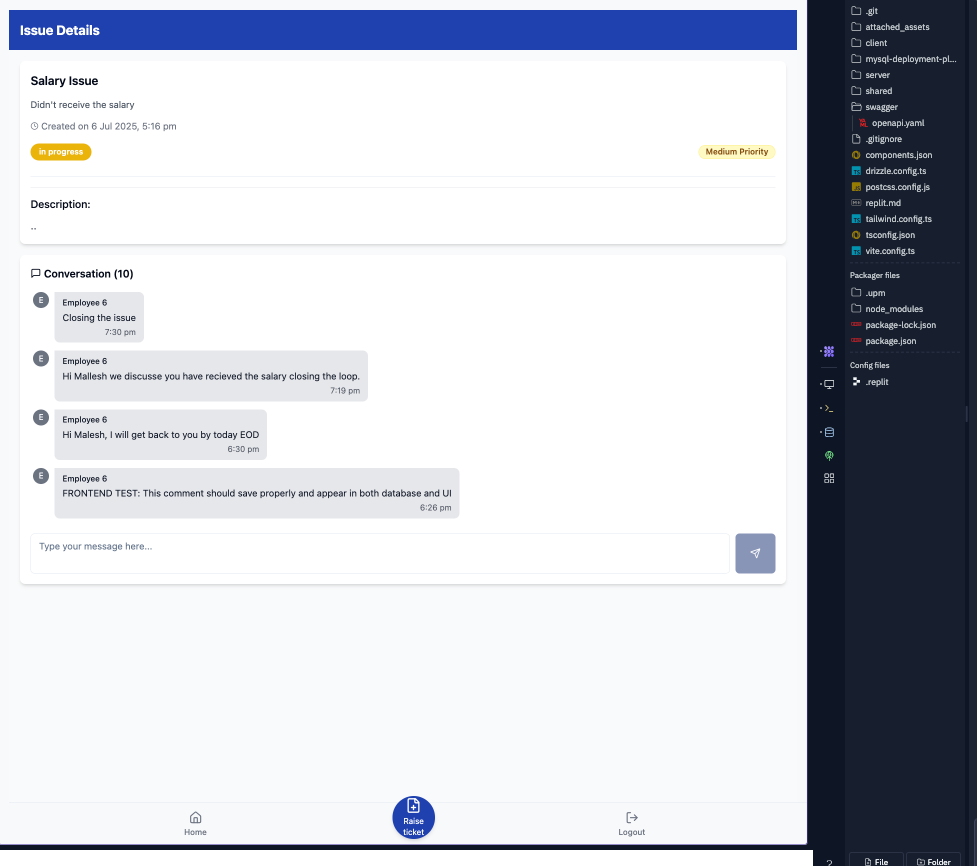 Issue Details
Salary Issue
Didn't receive the salary
Created on 6 Jul 2025, 5:16 pm
in progress
Medium Priority
Description:
..
Conversation (10)
E
Employee 6
Closing the issue
7:30 pm
E
Employee 6
Hi Mallesh we discusse you have recieved the salary closing the loop.
7:19 pm
E
Employee 6
Hi Malesh, I will get back to you by today EOD
6:30 pm
E
Employee 6
FRONTEND TEST: This comment should save properly and appear in both database and UI
6:26 pm
Type your message here...
Home
Raise
ticket
Logout
.git
attached_assets
client
mysql-deployment-pl...
server
shared
swagger
openapi.yaml
.gitignore
components.json
drizzle.config.ts
postcss.config.js
replit.md
tailwind.config.ts
tsconfig.json
vite.config.ts
Packager files
.upm
node_modules
package-lock.json
package.json
Config files
.replit
?
File
Folder